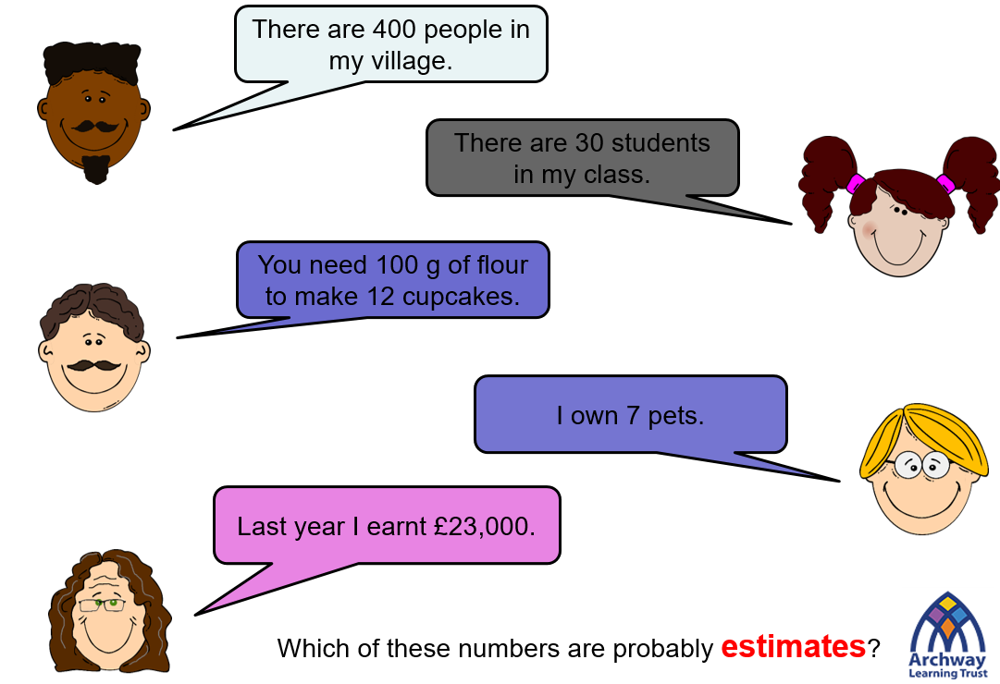 There are 400 people in
my village.
There are 30 students
in my class.
You need 100 g of flour
to make 12 cupcakes.
I own 7 pets.
Last year I earnt £23,000.
Which of these numbers are probably estimates?
Archway
Learning Trust